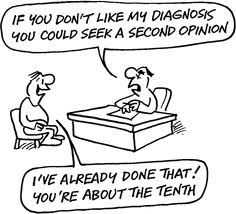 IF YOU DON'T LIKE MY DIAGNOSIS
YOU COULD SEEK A SECOND OPINION
I'VE ALREADY DONE THAT!
YOU'RE ABOUT THE TENTH